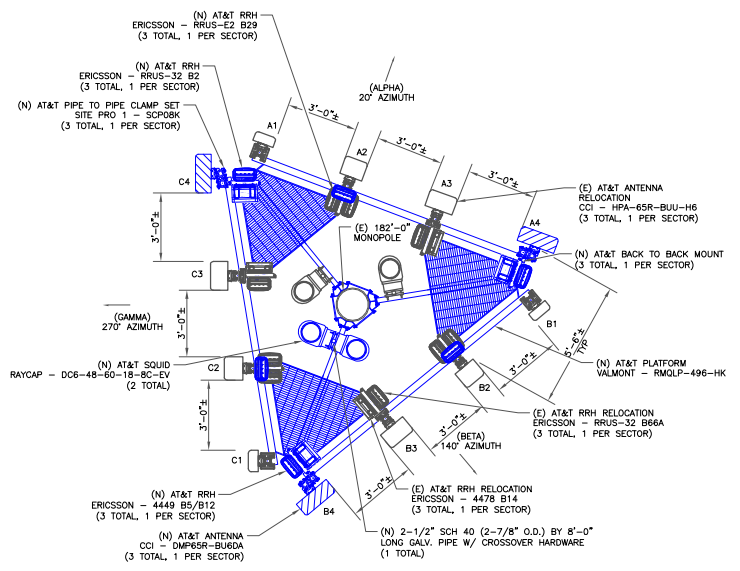 (N) AT&T RRH
ERICSSON - RRUS-E2 B29
(3 TOTAL, 1 PER SECTOR)
(N) AT&T RRH
ERICSSON - RRUS-32 B2
(3 TOTAL, 1 PER SECTOR)
(N) AT&T PIPE TO PIPE CLAMP SET
SITE PRO 1 - SCP08K
(3 TOTAL, 1 PER SECTOR)
(ALPHA)
20° AZIMUTH
3'-0"±
3'-0"±
3'-0"±
A1
A2
A3
A4
(E) AT&T ANTENNA
RELOCATION
CCI - HPA-65R-BUU-H6
(3 TOTAL, 1 PER SECTOR)
C4
3'-0"±
(E) 182'-0"
MONOPOLE
(N) AT&T BACK TO BACK MOUNT
(3 TOTAL, 1 PER SECTOR)
C3
(GAMMA)
270° AZIMUTH
3'-0"±
B1
5'-6"±
TYP
(N) AT&T SQUID
RAYCAP - DC6-48-60-18-8C-EV
(2 TOTAL)
C2
3'-0"±
B2
(N) AT&T PLATFORM
VALMONT - RMQLP-496-HK
(3 TOTAL, 1 PER SECTOR)
3'-0"±
3'-0"±
(E) AT&T RRH RELOCATION
ERICSSON - RRUS-32 B66A
(3 TOTAL, 1 PER SECTOR)
(BETA)
140° AZIMUTH
B3
C1
3'-0"±
B4
(N) AT&T RRH
ERICSSON - 4449 B5/B12
(3 TOTAL, 1 PER SECTOR)
(E) AT&T RRH RELOCATION
ERICSSON - 4478 B14
(3 TOTAL, 1 PER SECTOR)
(N) AT&T ANTENNA
CCI - DMP65R-BU6DA
(3 TOTAL, 1 PER SECTOR)
(N) 2-1/2" SCH 40 (2-7/8" O.D.) BY 8'-0"
LONG GALV. PIPE W/ CROSSOVER HARDWARE
(1 TOTAL)